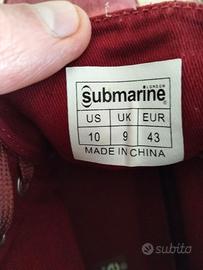 LONDON
submarine
US UK EUR
10 9 43
MADE IN CHINA
subito